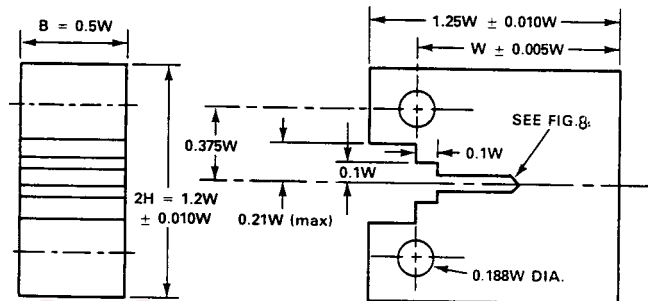 B = 0.5W
1.25W ± 0.010W
W ± 0.005W
SEE FIG.8
0.375W
0.1W
0.1W
2H = 1.2W
± 0.010W
0.21W (max)
0.188W DIA.